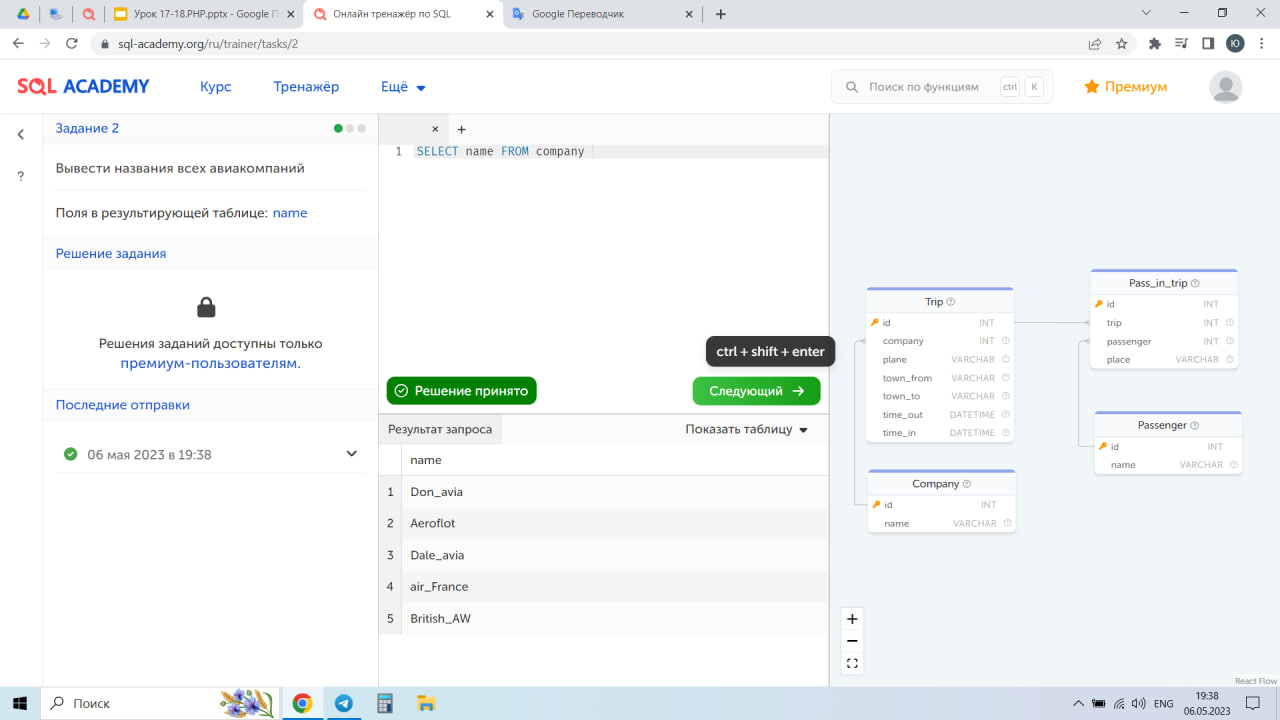 Урок 17-18.PHP.pptx - Google П
Онлайн тренажёр по SQL
Google Переводчик
sql-academy.org/ru/trainer/tasks/2
Ю
SQL ACADEMY
Курс
Тренажёр
Ещё
Поиск по функциям
ctrl
K
Премиум
?
Задание 2
Вывести названия всех авиакомпаний
Поля в результирующей таблице: name
Решение задания
Решения заданий доступны только
премиум-пользователям.
Последние отправки
06 мая 2023 в 19:38
1 SELECT name FROM company
ctrl + shift + enter
Решение принято
Следующий
Результат запроса
Показать таблицу
name
1 Don_avia
2 Aeroflot
3 Dale_avia
4 air_France
5 British_AW
Trip
id INT
company INT
plane VARCHAR
town_from VARCHAR
town_to VARCHAR
time_out DATETIME
time_in DATETIME
Company
id INT
name VARCHAR
Pass_in_trip
id INT
trip INT
passenger INT
place VARCHAR
Passenger
id INT
name VARCHAR
React Flow
Поиск
ENG
19:38
06.05.2023